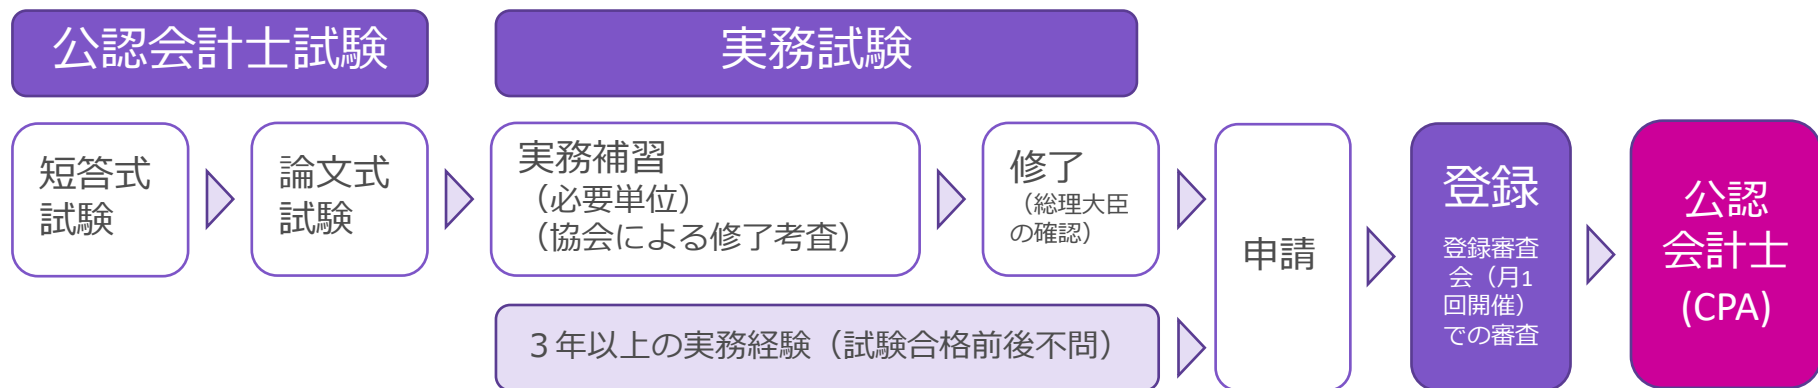 公認会計士試験
実務試験
短答式
試験
論文式
試験
実務補習
（必要単位）
（協会による修了考査）
修了
（総理大臣
の確認）
３年以上の実務経験（試験合格前後不問）
申請
登録
登録審査
会（月1
回開催）
での審査
公認
会計士
(CPA)